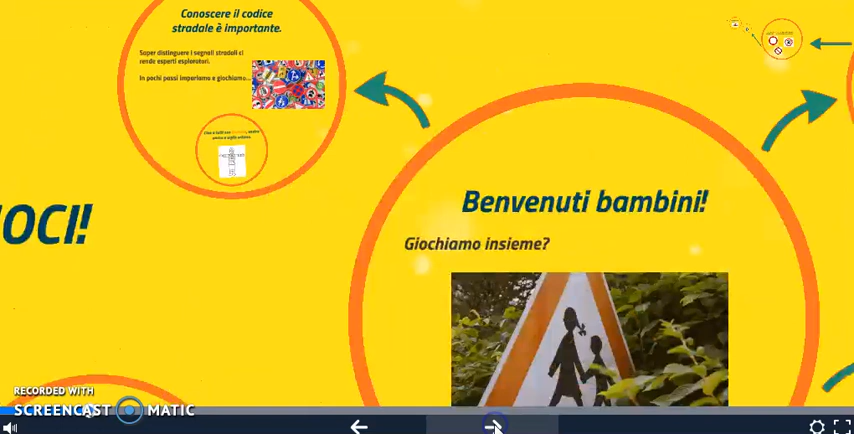 Conoscere il codice
stradale è importante.
Saper distinguere i segnali stradali ci
rende esperti esploratori.
In pochi passi impariamo e giochiamo...
OCI!
Benvenuti bambini!
Giochiamo insieme?
RECORDED WITH
SCREENCAST MATIC